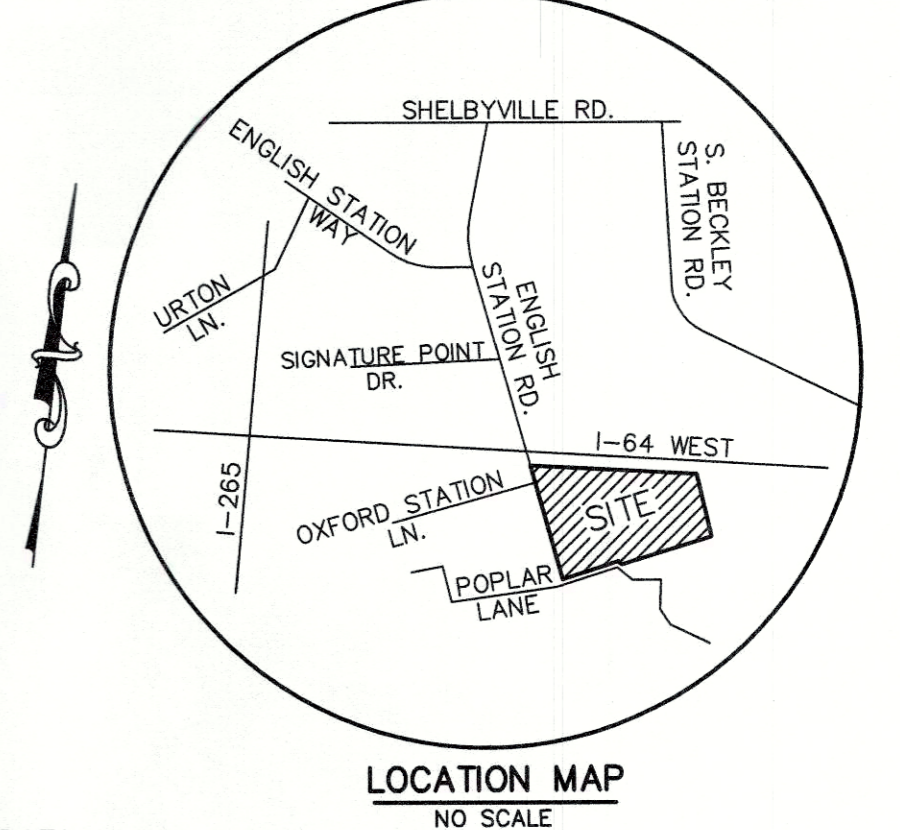 SHELBYVILLE RD.
ENGLISH STATION
WAY
S. BECKLEY
STATION RD.
URTON
LN.
ENGLISH
STATION RD.
SIGNATURE POINT
DR.
I-64 WEST
I-265
OXFORD STATION
LN.
SITE
POPLAR
LANE
LOCATION MAP
NO SCALE